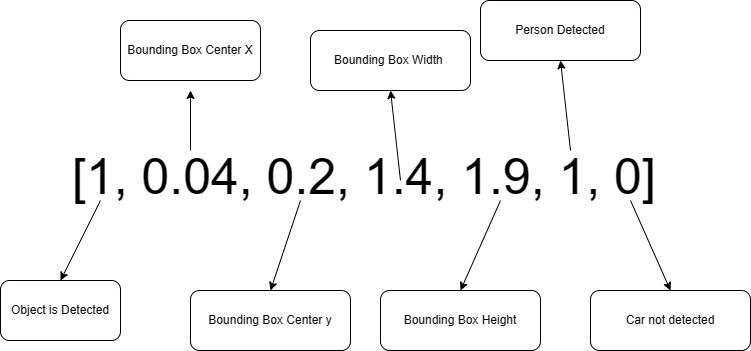 Person Detected
Bounding Box Center X
Bounding Box Width
[1, 0.04, 0.2, 1.4, 1.9, 1, 0]
Object is Detected
Bounding Box Center y
Bounding Box Height
Car not detected